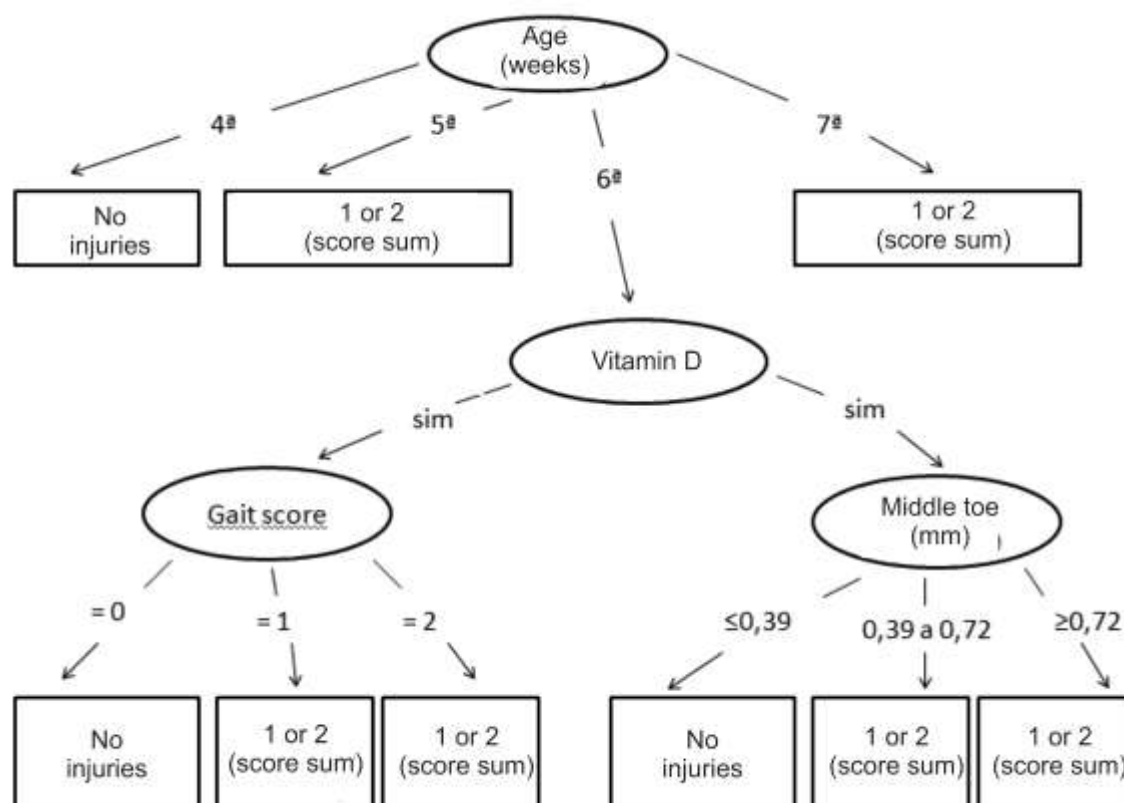 Age
(weeks)
4ª
5ª
6ª
7ª
No
injuries
1 or 2
(score sum)
1 or 2
(score sum)
Vitamin D
sim
sim
Gait score
Middle toe
(mm)
= 0
= 1
= 2
≤0,39
0,39 a 0,72
≥0,72
No
injuries
1 or 2
(score sum)
1 or 2
(score sum)
No
injuries
1 or 2
(score sum)
1 or 2
(score sum)